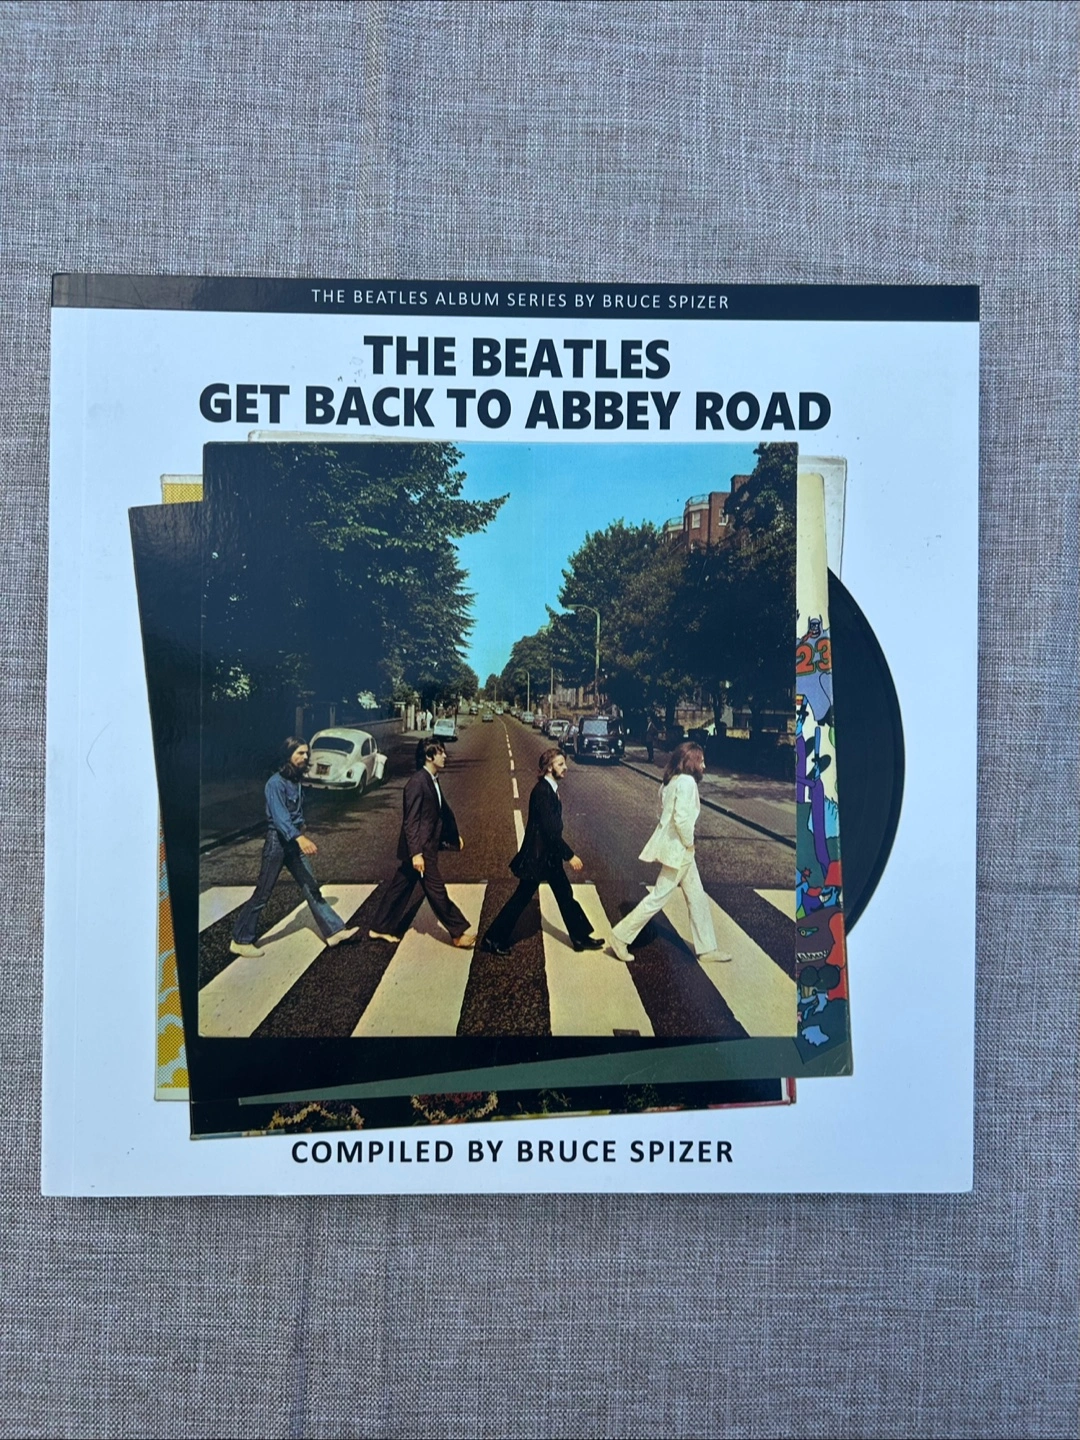 THE BEATLES ALBUM SERIES BY BRUCE SPIZER
THE BEATLES
GET BACK TO ABBEY ROAD
23
COMPILED BY BRUCE SPIZER